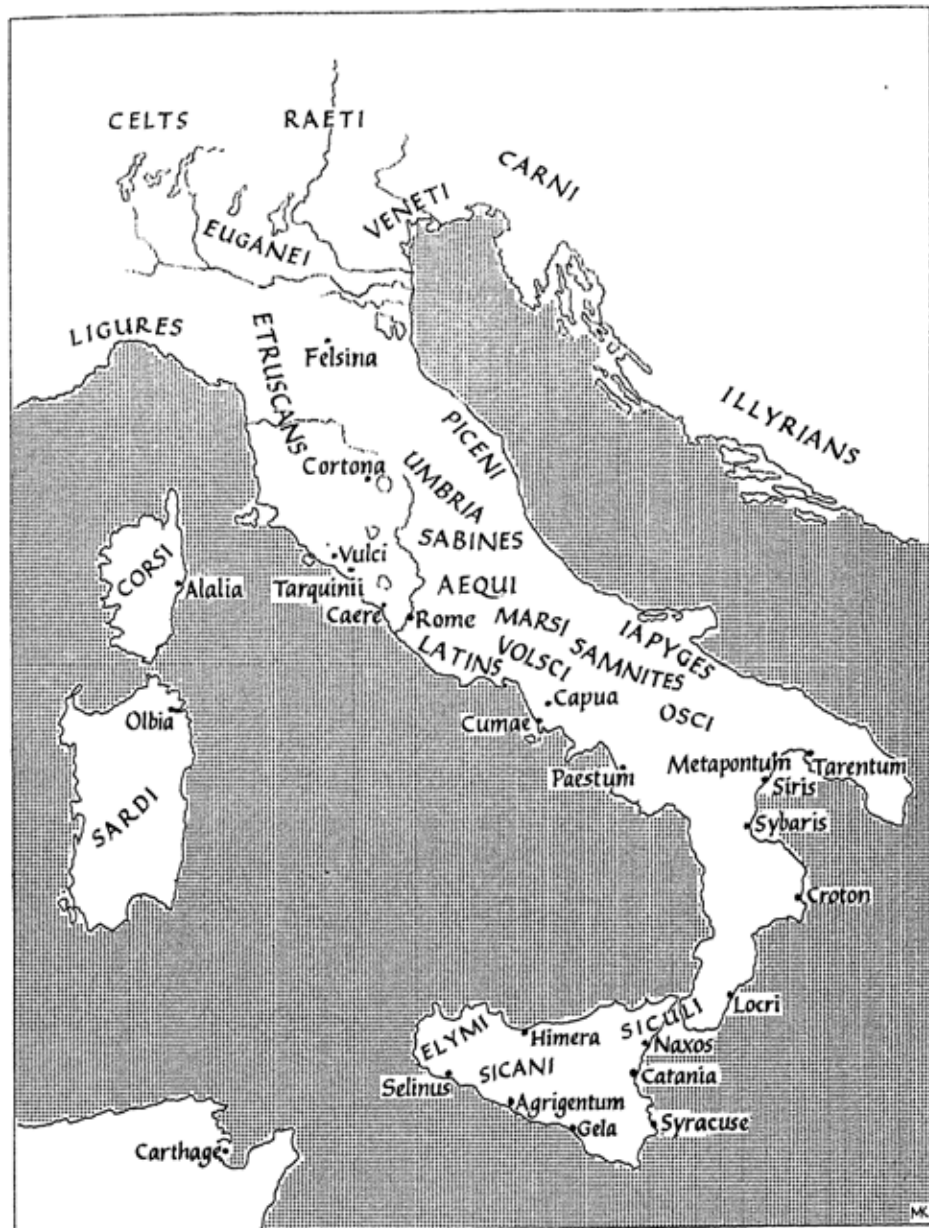 CELTS
RAETI
CARNI
VENETI
EUGANEI
LIGURES
ETRUSCANS
Felsina
ILLYRIANS
PICENI
Cortona
UMBRIA
SABINES
CORSI
Vulci
Alalia
Tarquinii
AEQUI
Caere
Rome
MARSI
IAPYGES
LATINS
VOLSCI
SAMNITES
Capua
OSCI
Olbia
Cumae
Metapontum
Tarentum
Paestum
Siris
SARDI
Sybaris
Croton
Locri
ELYMI
Himera
SICULI
Naxos
SICANI
Selinus
Catania
Agrigentum
Gela
Syracuse
Carthage
MK